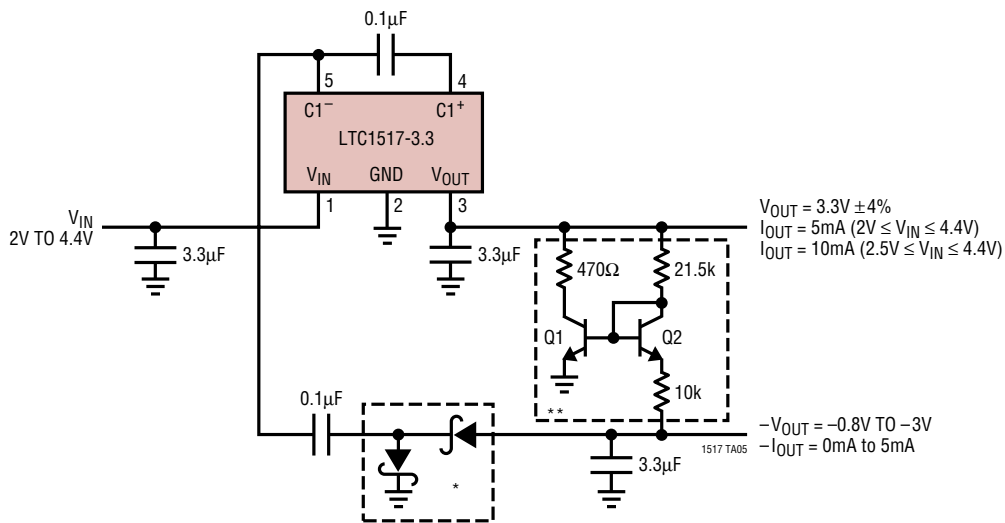 0.1µF
5
4
C1⁻
C1⁺
LTC1517-3.3
V_IN
GND
V_OUT
1
2
3
V_IN
2V TO 4.4V
3.3µF
3.3µF
V_OUT = 3.3V ±4%
I_OUT = 5mA (2V ≤ V_IN ≤ 4.4V)
I_OUT = 10mA (2.5V ≤ V_IN ≤ 4.4V)
470Ω
21.5k
Q1
Q2
10k
**
0.1µF
*
3.3µF
1517 TA05
–V_OUT = –0.8V TO –3V
–I_OUT = 0mA to 5mA